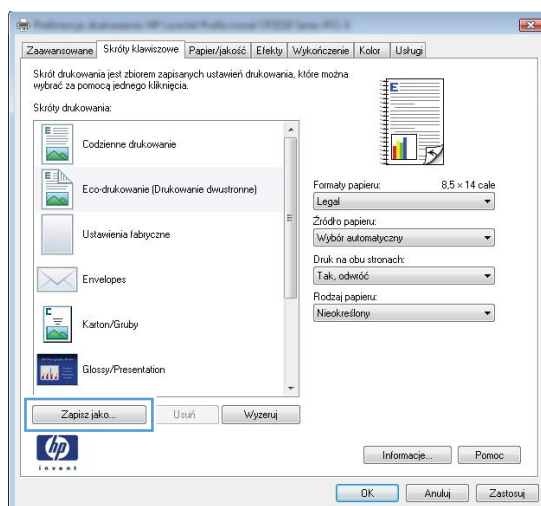 Zaawansowane Skróty klawiszowe Papier/jakość Efekty Wykończenie Kolor Usługi
Skrót drukowania jest zbiorem zapisanych ustawień drukowania, które można
wybrać za pomocą jednego kliknięcia.
Skróty drukowania:
Codzienne drukowanie
Eco-drukowanie (Drukowanie dwustronne)
Ustawienia fabryczne
Envelopes
Karton/Gruby
Glossy/Presentation
Formaty papieru: 8,5 × 14 cale
Legal
Źródło papieru:
Wybór automatyczny
Druk na obu stronach:
Tak, odwróć
Rodzaj papieru:
Nieokreślony
Zapisz jako... Usuń Wyzeruj
hp
invent
Informacje... Pomoc
OK Anuluj Zastosuj